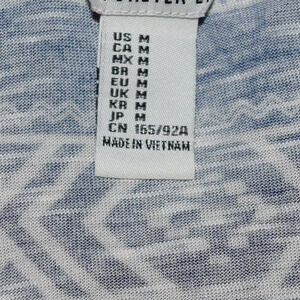 US M
CA M
MX M
BR M
EU M
UK M
KR M
JP M
CN 165/92A
MADE IN VIETNAM